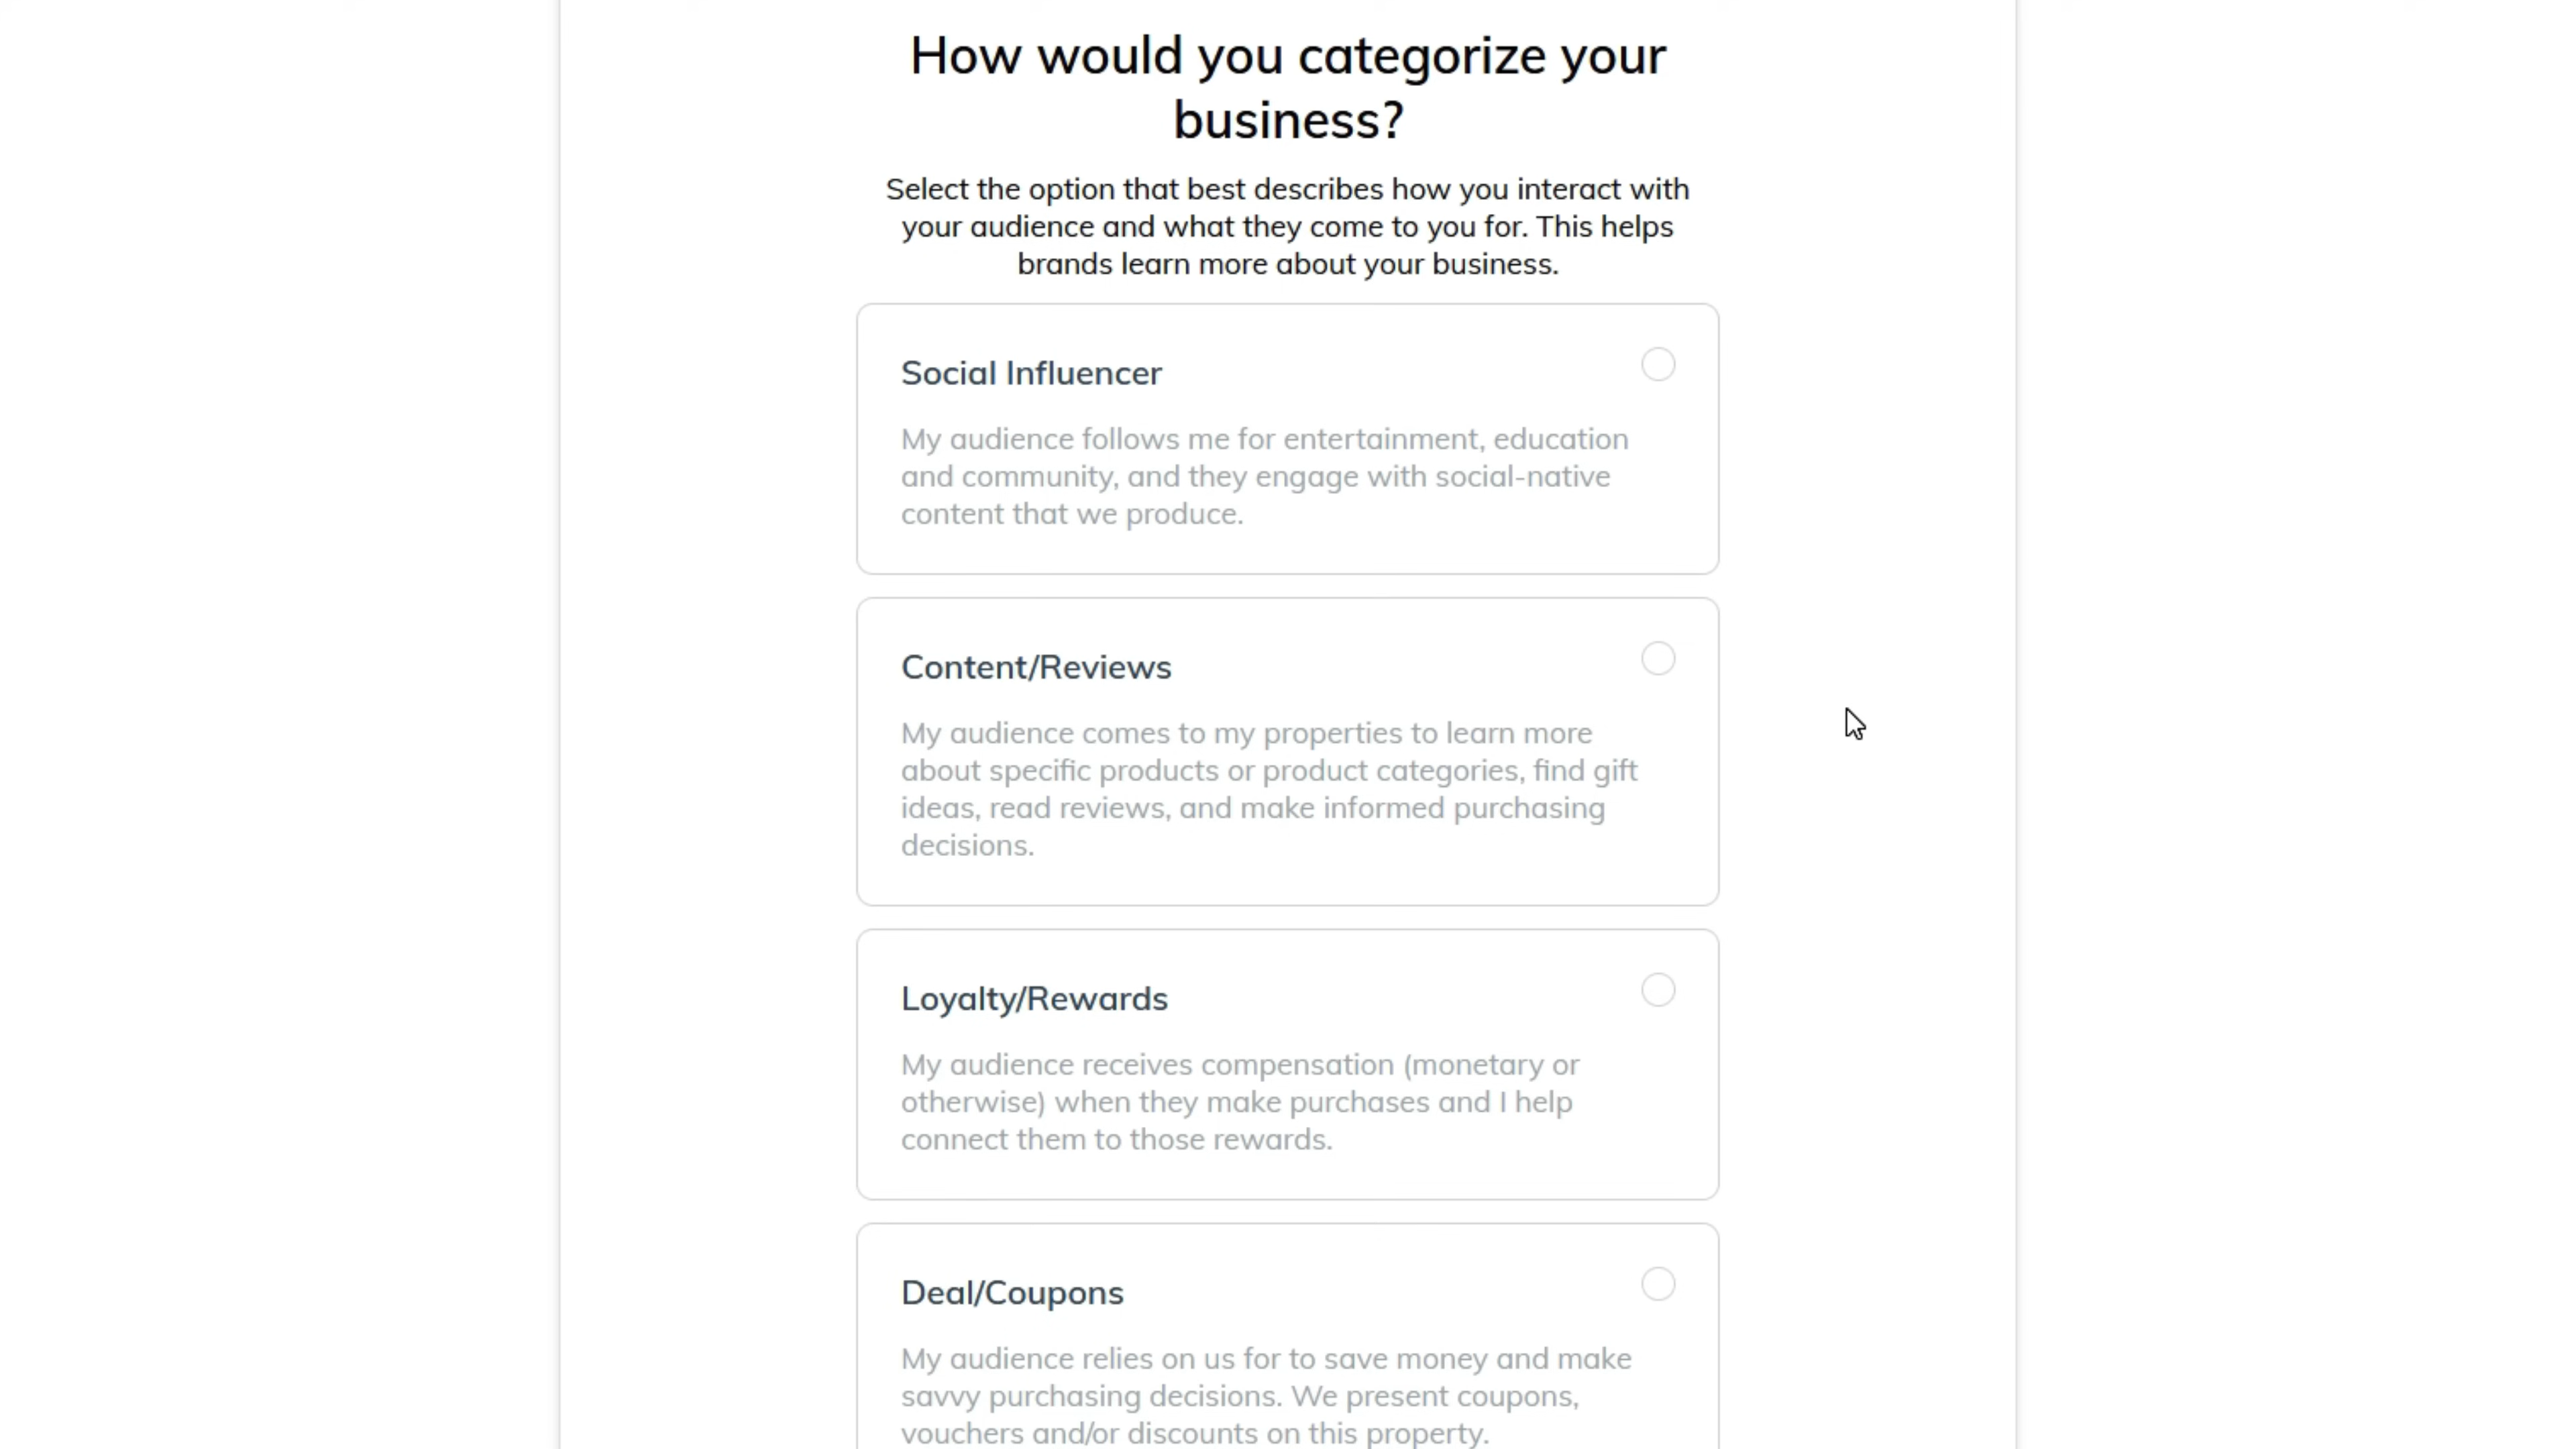 How would you categorize your
business?
Select the option that best describes how you interact with
your audience and what they come to you for. This helps
brands learn more about your business.
Social Influencer
My audience follows me for entertainment, education
and community, and they engage with social-native
content that we produce.
Content/Reviews
My audience comes to my properties to learn more
about specific products or product categories, find gift
ideas, read reviews, and make informed purchasing
decisions.
Loyalty/Rewards
My audience receives compensation (monetary or
otherwise) when they make purchases and I help
connect them to those rewards.
Deal/Coupons
My audience relies on us for to save money and make
savvy purchasing decisions. We present coupons,
vouchers and/or discounts on this property.